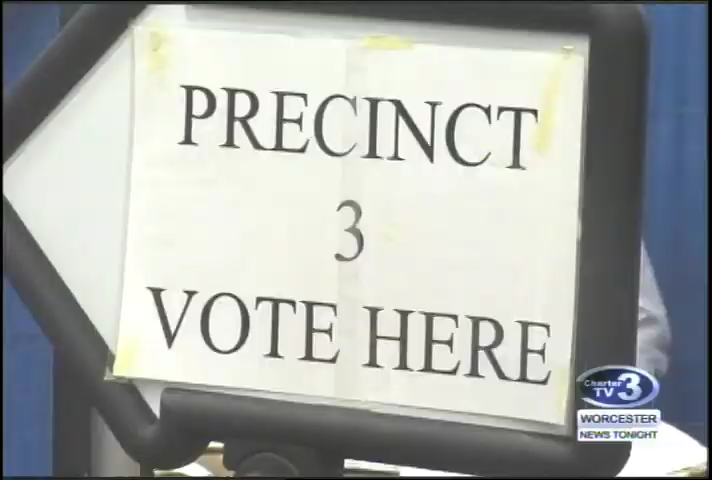 PRECINCT
3
VOTE HERE
Charter
TV 3
WORCESTER
NEWS TONIGHT